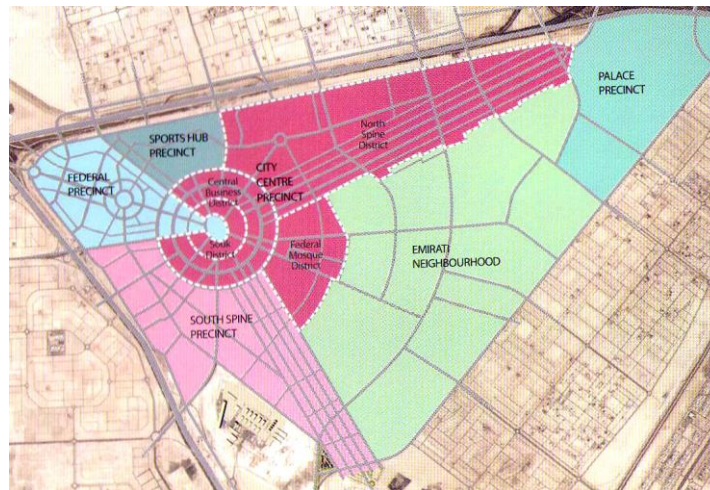 PALACE
PRECINCT
SPORTS HUB
PRECINCT
North
Spine
District
FEDERAL
PRECINCT
CITY
CENTRE
PRECINCT
Central
Business
District
Souk
District
Federal
Mosque
District
EMIRATI
NEIGHBOURHOOD
SOUTH SPINE
PRECINCT